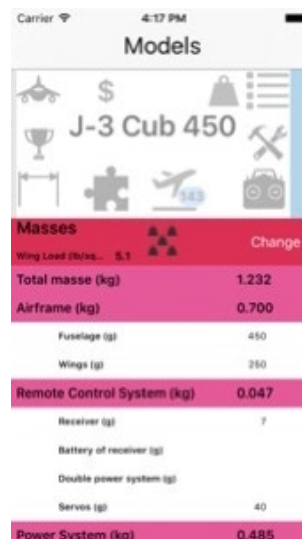 Carrier 4:17 PM
Models
$
J-3 Cub 450
143
Masses
Wing Load (lb/sq... 5.1
Change
Total masse (kg) 1.232
Airframe (kg) 0.700
Fuselage (g) 450
Wings (g) 250
Remote Control System (kg) 0.047
Receiver (g) 7
Battery of receiver (g)
Double power system (g)
Servos (g) 40
Power System (kg) 0.485